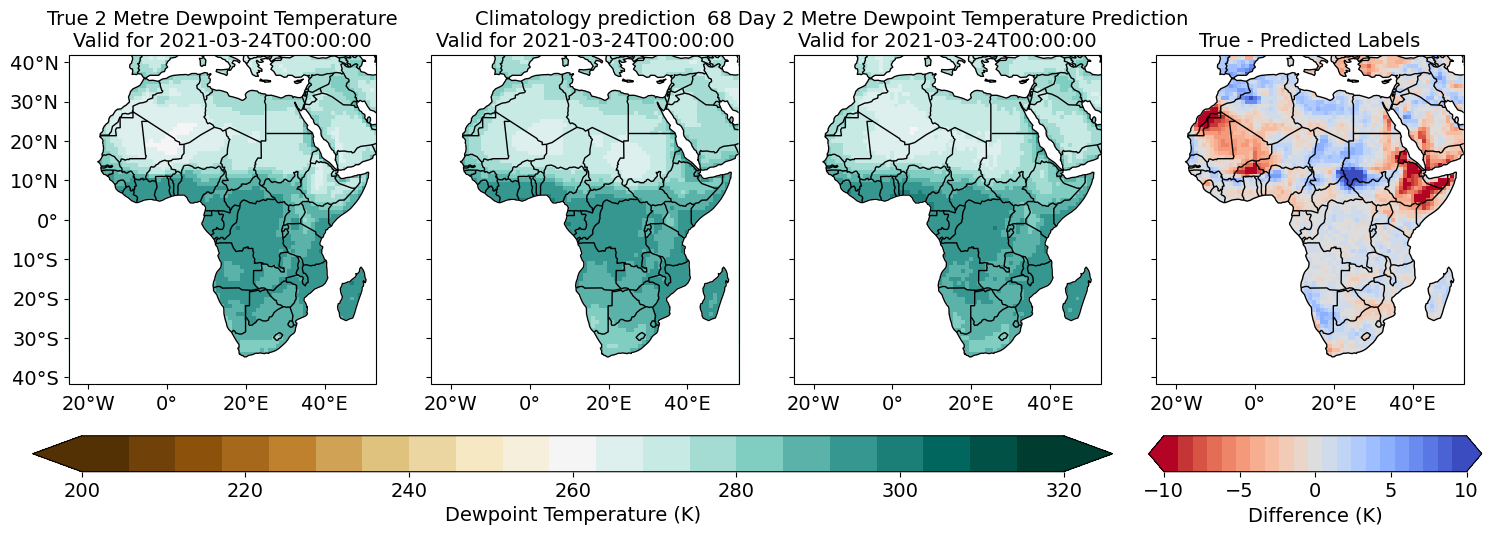 True 2 Metre Dewpoint Temperature
Valid for 2021-03-24T00:00:00
Climatology prediction
Valid for 2021-03-24T00:00:00
68 Day 2 Metre Dewpoint Temperature Prediction
Valid for 2021-03-24T00:00:00
True - Predicted Labels
40°N
30°N
20°N
10°N
0°
10°S
20°S
30°S
40°S
20°W 0° 20°E 40°E
20°W 0° 20°E 40°E
20°W 0° 20°E 40°E
20°W 0° 20°E 40°E
200 220 240 260 280 300 320
Dewpoint Temperature (K)
−10 −5 0 5 10
Difference (K)